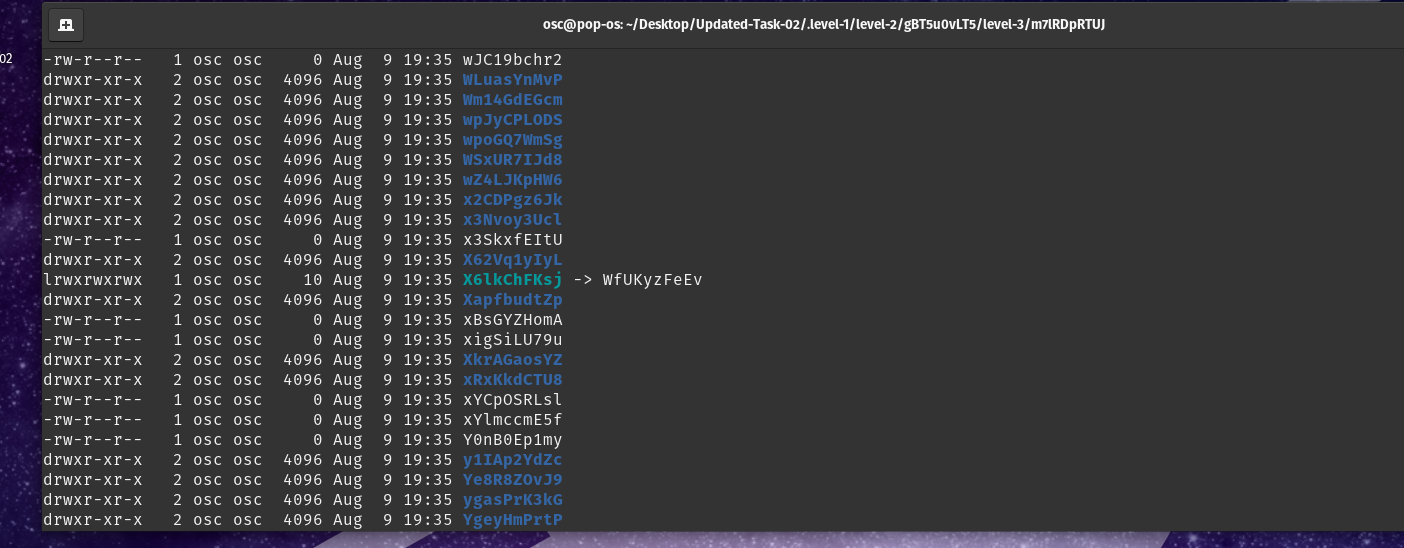 osc@pop-os: ~/Desktop/Updated-Task-02/.level-1/level-2/gBT5u0vLT5/level-3/m7lRDpRTUJ
02
-rw-r--r-- 1 osc osc 0 Aug 9 19:35 wJC19bchr2
drwxr-xr-x 2 osc osc 4096 Aug 9 19:35 WLuasYnMvP
drwxr-xr-x 2 osc osc 4096 Aug 9 19:35 Wm14GdEGcm
drwxr-xr-x 2 osc osc 4096 Aug 9 19:35 wpJyCPLODS
drwxr-xr-x 2 osc osc 4096 Aug 9 19:35 wpoGQ7WmSg
drwxr-xr-x 2 osc osc 4096 Aug 9 19:35 WSxUR7IJd8
drwxr-xr-x 2 osc osc 4096 Aug 9 19:35 wZ4LJKpHW6
drwxr-xr-x 2 osc osc 4096 Aug 9 19:35 x2CDPgz6Jk
drwxr-xr-x 2 osc osc 4096 Aug 9 19:35 x3Nvoy3Ucl
-rw-r--r-- 1 osc osc 0 Aug 9 19:35 x3SkxfEItU
drwxr-xr-x 2 osc osc 4096 Aug 9 19:35 X62Vq1yIyL
lrwxrwxrwx 1 osc osc 10 Aug 9 19:35 X6lkChFKsj -> WfUKyzFeEv
drwxr-xr-x 2 osc osc 4096 Aug 9 19:35 XapfbudtZp
-rw-r--r-- 1 osc osc 0 Aug 9 19:35 xBsGYZHomA
-rw-r--r-- 1 osc osc 0 Aug 9 19:35 xigSiLU79u
drwxr-xr-x 2 osc osc 4096 Aug 9 19:35 XkrAGaosYZ
drwxr-xr-x 2 osc osc 4096 Aug 9 19:35 xRxKkdCTU8
-rw-r--r-- 1 osc osc 0 Aug 9 19:35 xYCpOSRLsl
-rw-r--r-- 1 osc osc 0 Aug 9 19:35 xYlmccmE5f
-rw-r--r-- 1 osc osc 0 Aug 9 19:35 Y0nB0Ep1my
drwxr-xr-x 2 osc osc 4096 Aug 9 19:35 y1IAp2YdZc
drwxr-xr-x 2 osc osc 4096 Aug 9 19:35 Ye8R8ZOvJ9
drwxr-xr-x 2 osc osc 4096 Aug 9 19:35 ygasPrK3kG
drwxr-xr-x 2 osc osc 4096 Aug 9 19:35 YgeyHmPrtP